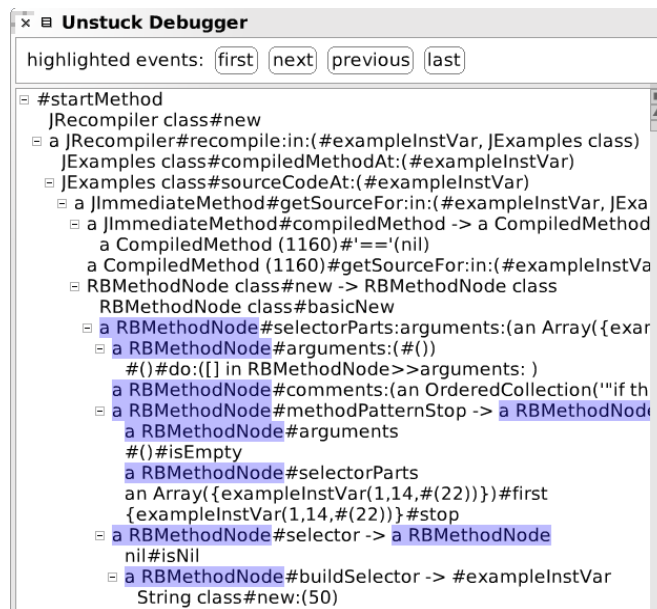 Unstuck Debugger
highlighted events: first next previous last
#startMethod
JRecompiler class#new
a JRecompiler#recompile:in:(#exampleInstVar, JExamples class)
JExamples class#compiledMethodAt:(#exampleInstVar)
JExamples class#sourceCodeAt:(#exampleInstVar)
a JImmediateMethod#getSourceFor:in:(#exampleInstVar, JExa
a JImmediateMethod#compiledMethod -> a CompiledMethod
a CompiledMethod (1160)#'=='(nil)
a CompiledMethod (1160)#getSourceFor:in:(#exampleInstVa
RBMethodNode class#new -> RBMethodNode class
RBMethodNode class#basicNew
a RBMethodNode#selectorParts:arguments:(an Array({exar
a RBMethodNode#arguments:(#())
#()#do:([] in RBMethodNode>>arguments: )
a RBMethodNode#comments:(an OrderedCollection('"if th
a RBMethodNode#methodPatternStop -> a RBMethodNode
a RBMethodNode#arguments
#()#isEmpty
a RBMethodNode#selectorParts
an Array({exampleInstVar(1,14,#(22))})#first
{exampleInstVar(1,14,#(22))}#stop
a RBMethodNode#selector -> a RBMethodNode
nil#isNil
a RBMethodNode#buildSelector -> #exampleInstVar
String class#new:(50)